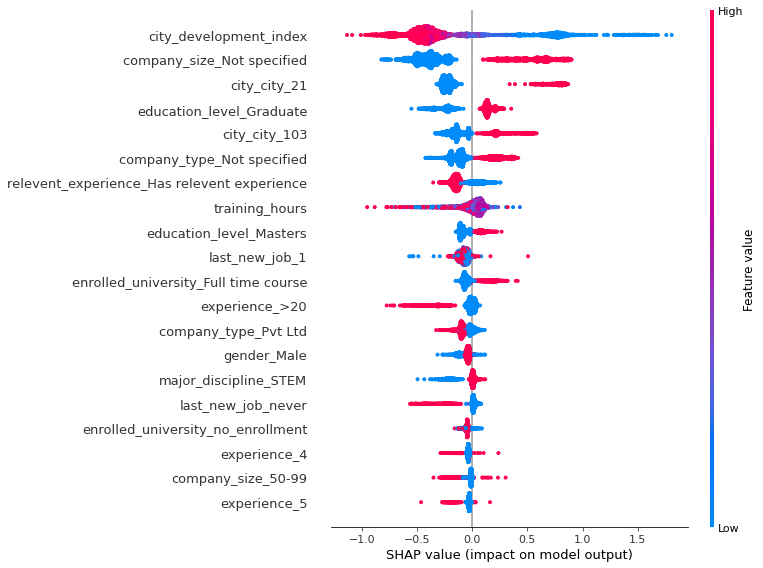 High
city_development_index
company_size_Not specified
city_city_21
education_level_Graduate
city_city_103
company_type_Not specified
relevent_experience_Has relevent experience
training_hours
education_level_Masters
last_new_job_1
enrolled_university_Full time course
experience_>20
company_type_Pvt Ltd
gender_Male
major_discipline_STEM
last_new_job_never
enrolled_university_no_enrollment
experience_4
company_size_50-99
experience_5
Feature value
Low
−1.0 −0.5 0.0 0.5 1.0 1.5
SHAP value (impact on model output)